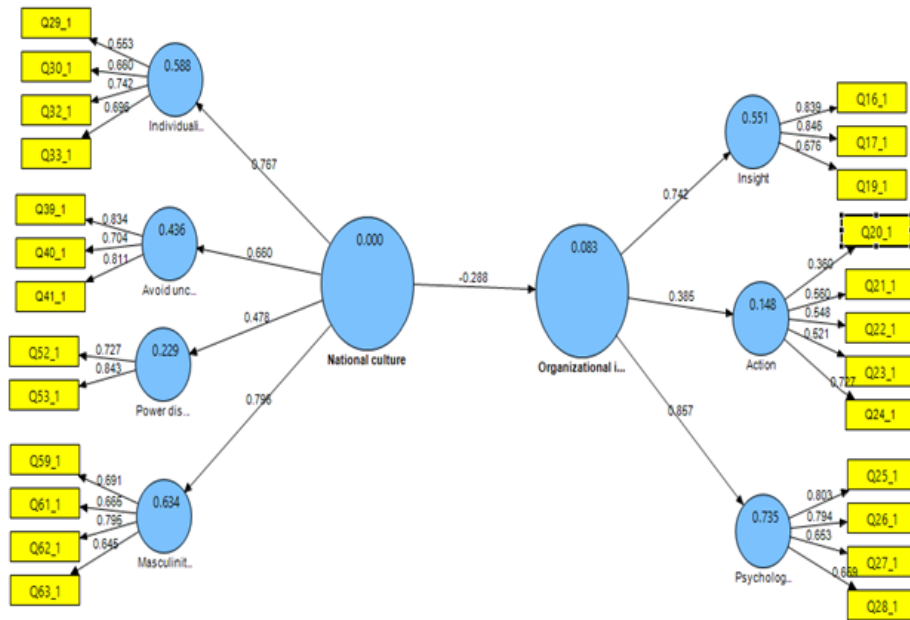 Q29_1
0.553
Q30_1
0.660
0.742
Q32_1
0.696
Q33_1
0.588
Individuali..
0.767
Q39_1
0.834
Q40_1
0.704
0.811
Q41_1
0.436
Avoid unc...
0.660
Q52_1
0.727
0.843
Q53_1
0.229
Power dis...
0.478
Q59_1
0.691
Q61_1
0.665
0.795
Q62_1
0.645
Q63_1
0.634
Masculinit..
0.796
0.000
National culture
-0.288
0.083
Organizational i...
0.742
0.551
Insight
0.839
Q16_1
0.846
Q17_1
0.676
Q19_1
0.385
0.148
Action
Q20_1
0.360
Q21_1
0.560
0.548
Q22_1
0.521
Q23_1
0.727
Q24_1
0.857
0.735
Psycholog..
Q25_1
0.803
0.794
Q26_1
0.653
Q27_1
0.659
Q28_1